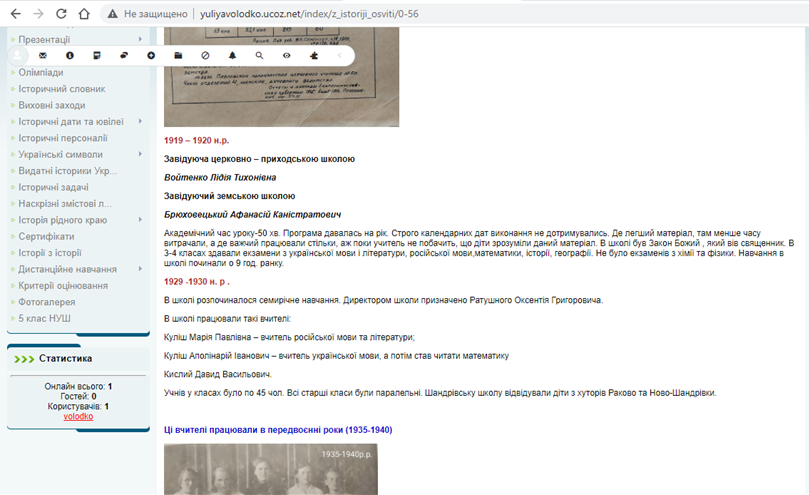 Не защищено | yuliyavolodko.ucoz.net/index/z_istoriji_osviti/0-56
Презентації
Олімпіади
Історичний словник
Виховні заходи
Історичні дати та ювілеї
Історичні персоналії
Українські символи
Видатні історики Укр...
Історичні задачі
Наскрізні змістові л...
Історія рідного краю
Сертифікати
Історії з історії
Дистанційне навчання
Критерії оцінювання
Фотогалерея
5 клас НУШ
Статистика
Онлайн всього: 1
Гостей: 0
Користувачів: 1
volodko
1919 – 1920 н.р.
Завідуюча церковно – приходською школою
Войтенко Лідія Тихонівна
Завідуючий земською школою
Брюховецький Афанасій Каністратович
Академічний час уроку-50 хв. Програма давалась на рік. Строго календарних дат виконання не дотримувались. Де легший матеріал, там менше часу
витрачали, а де важчий працювали стільки, аж поки учитель не побачить, що діти зрозуміли даний матеріал. В школі був Закон Божий , який вів священник. В
3-4 класах здавали екзамени з української мови і літератури, російської мови,математики, історії, географії. Не було екзаменів з хімії та фізики. Навчання в
школі починали о 9 год. ранку.
1929 -1930 н. р .
В школі розпочиналося семирічне навчання. Директором школи призначено Ратушного Оксентія Григоровича.
В школі працювали такі вчителі:
Куліш Марія Павлівна – вчитель російської мови та літератури;
Куліш Аполінарій Іванович – вчитель української мови, а потім став читати математику
Кислий Давид Васильович.
Учнів у класах було по 45 чол. Всі старші класи були паралельні. Шандрівську школу відвідували діти з хуторів Раково та Ново-Шандрівки.
Ці вчителі працювали в передвоєнні роки (1935-1940)
1935-1940р.р.